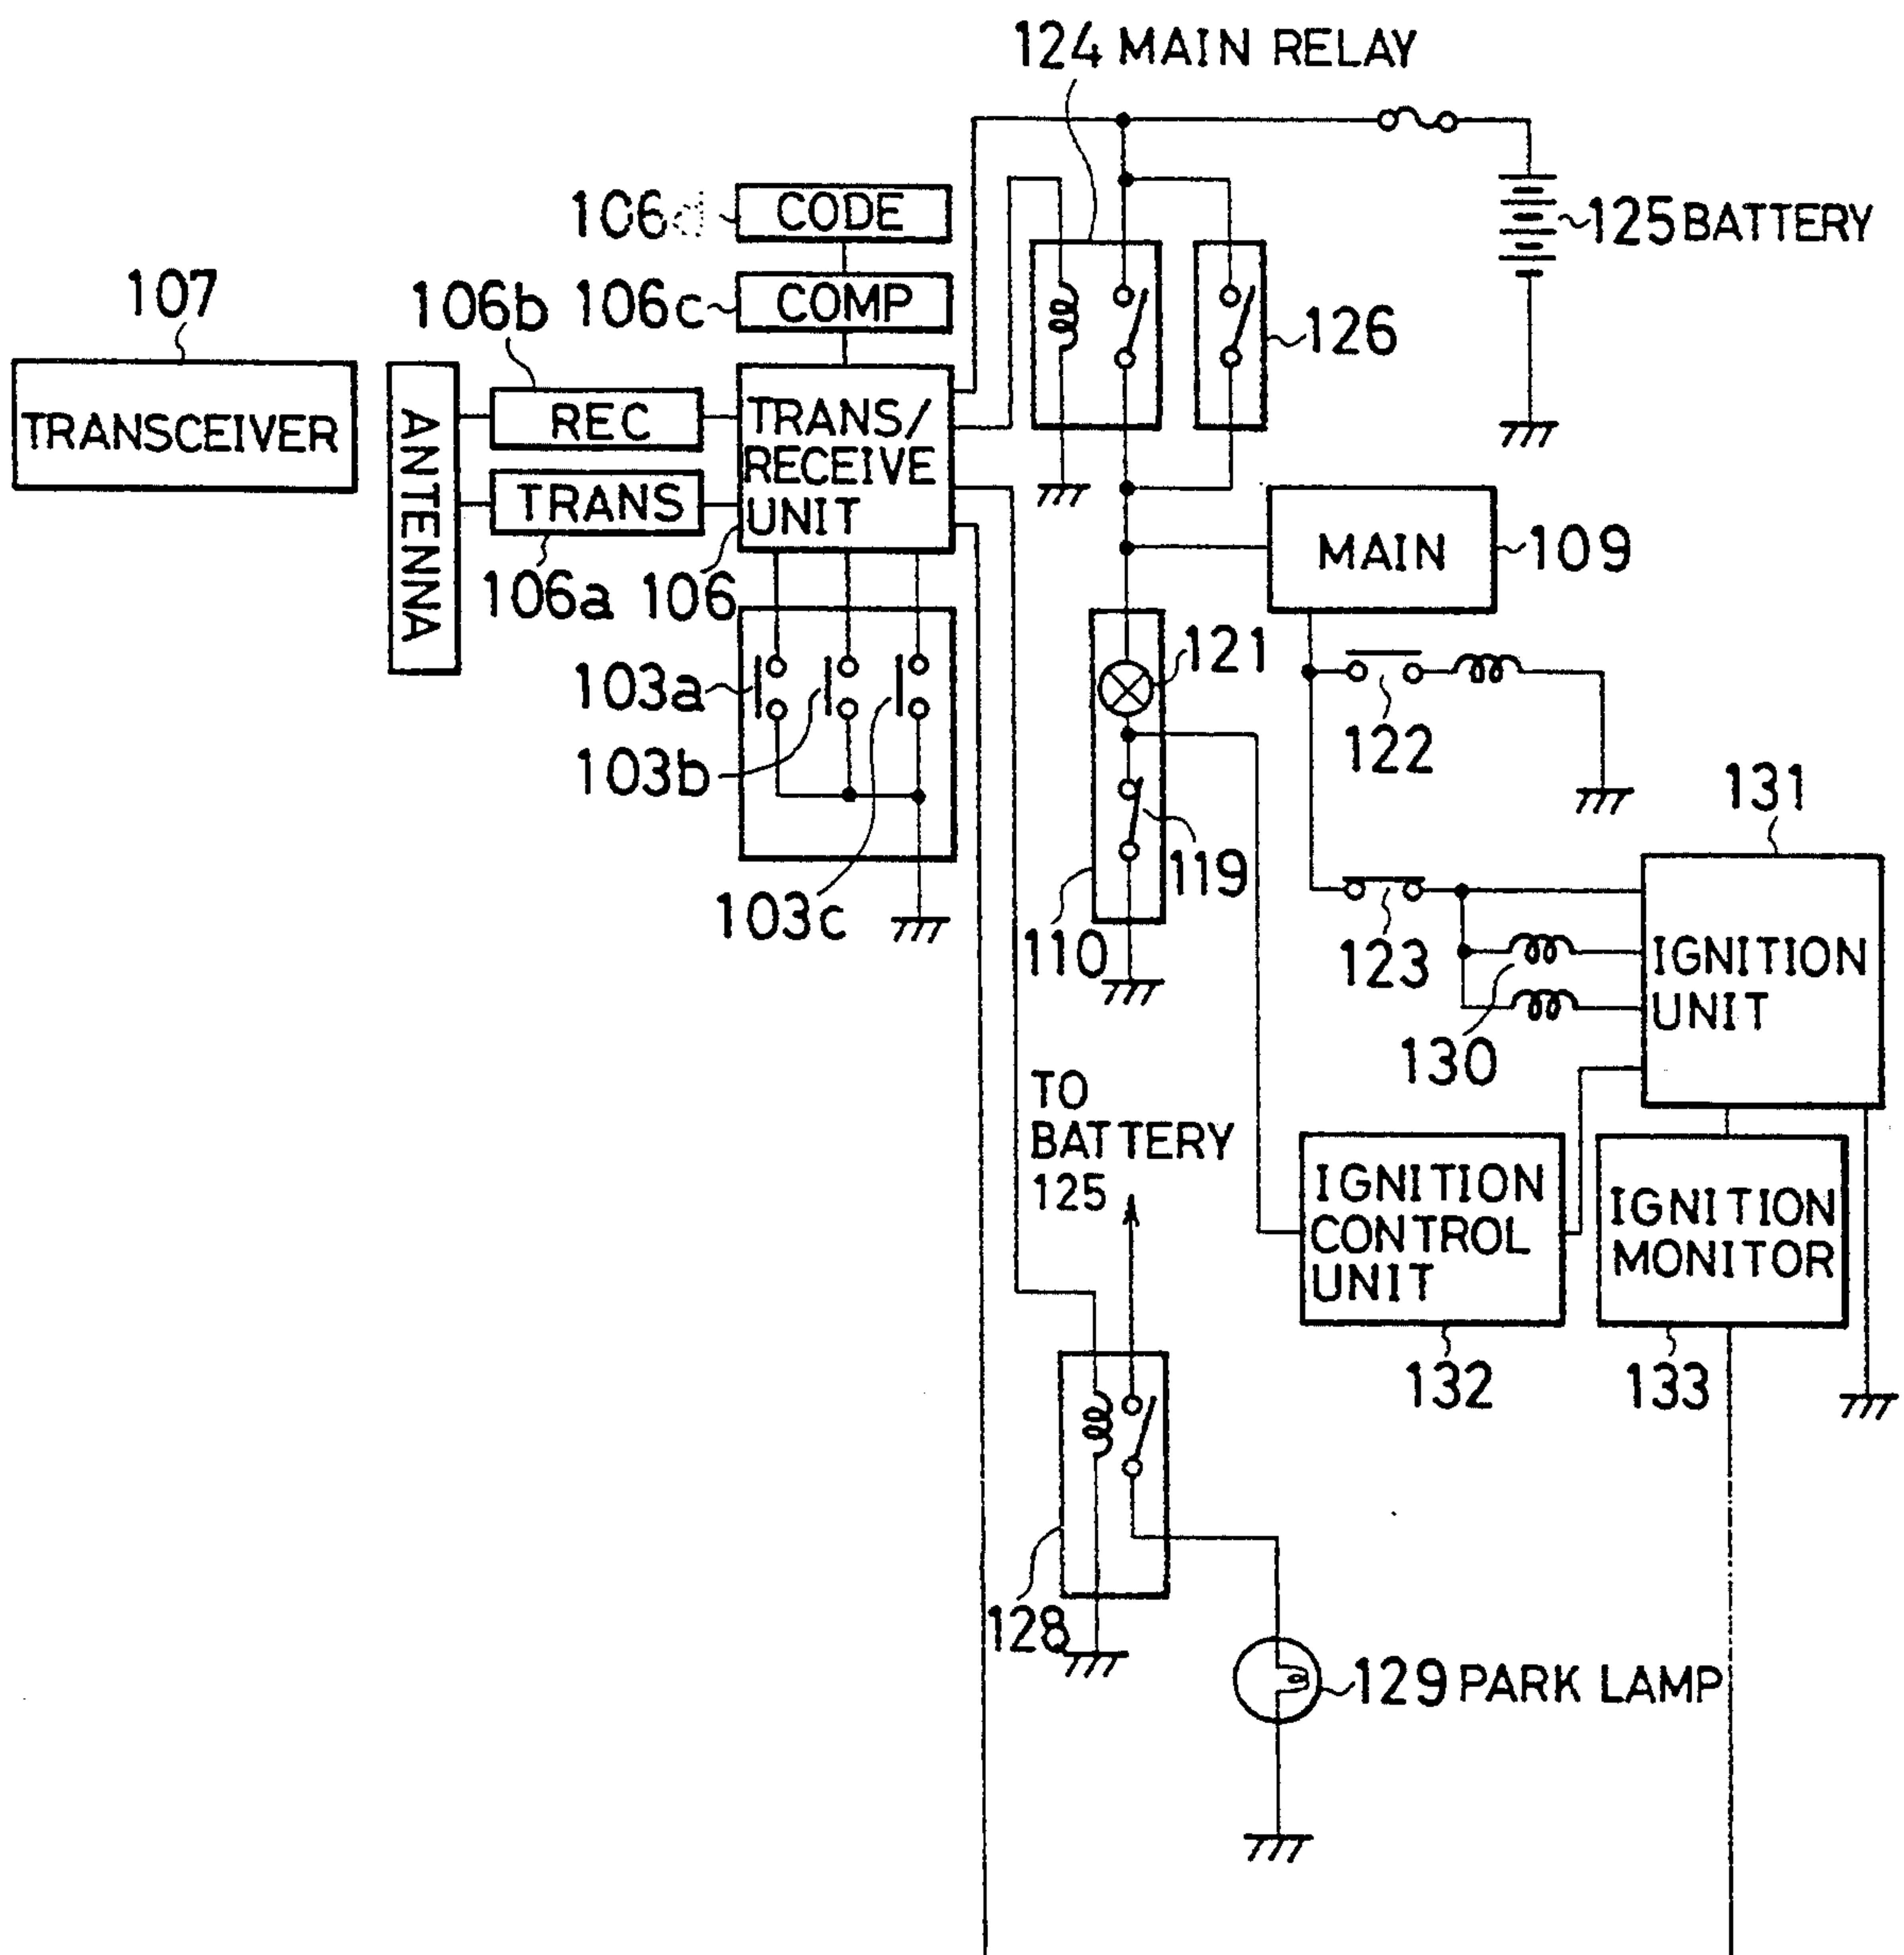 124 MAIN RELAY
106d CODE
125 BATTERY
107
106b
106c COMP
126
TRANSCEIVER
ANTENNA
REC
TRANS/
RECEIVE
UNIT
TRANS
MAIN
109
106a
106
121
103a
122
103b
131
119
103c
110
123
IGNITION
UNIT
130
TO
BATTERY
125
IGNITION
CONTROL
UNIT
IGNITION
MONITOR
132
133
128
129 PARK LAMP